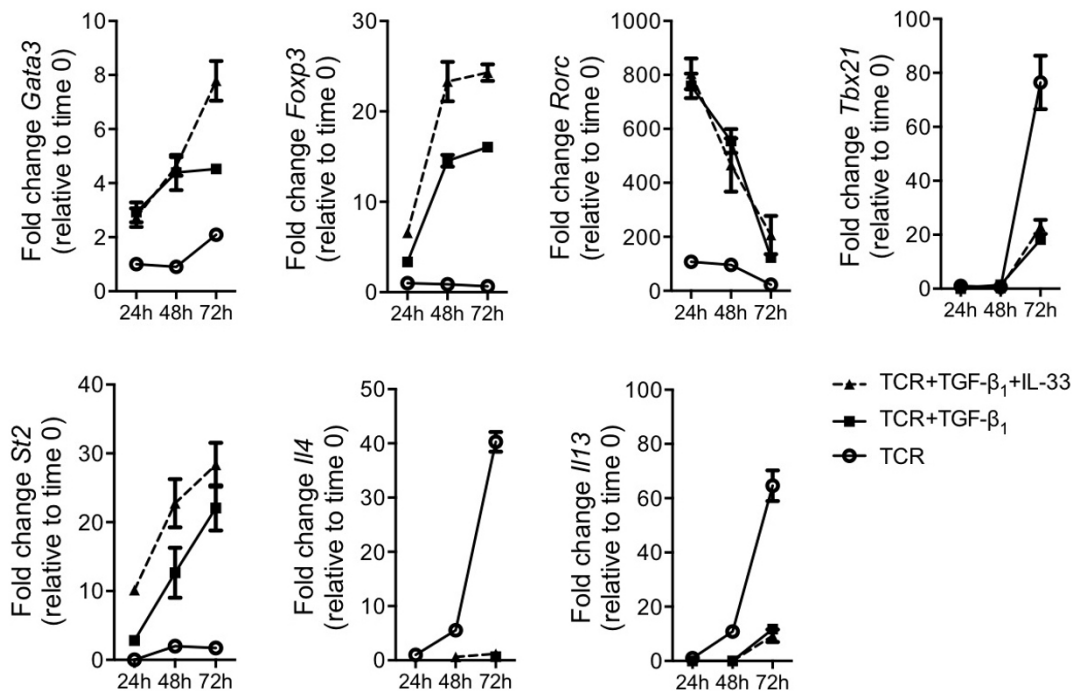 Fold change Gata3
(relative to time 0)
10
8
6
4
2
0
24h 48h 72h
Fold change Foxp3
(relative to time 0)
30
20
10
0
24h 48h 72h
Fold change Rorc
(relative to time 0)
1000
800
600
400
200
0
24h 48h 72h
Fold change Tbx21
(relative to time 0)
100
80
60
40
20
0
24h 48h 72h
Fold change St2
(relative to time 0)
40
30
20
10
0
24h 48h 72h
Fold change Il4
(relative to time 0)
50
40
30
20
10
0
24h 48h 72h
Fold change Il13
(relative to time 0)
100
80
60
40
20
0
24h 48h 72h
TCR+TGF-β₁+IL-33
TCR+TGF-β₁
TCR